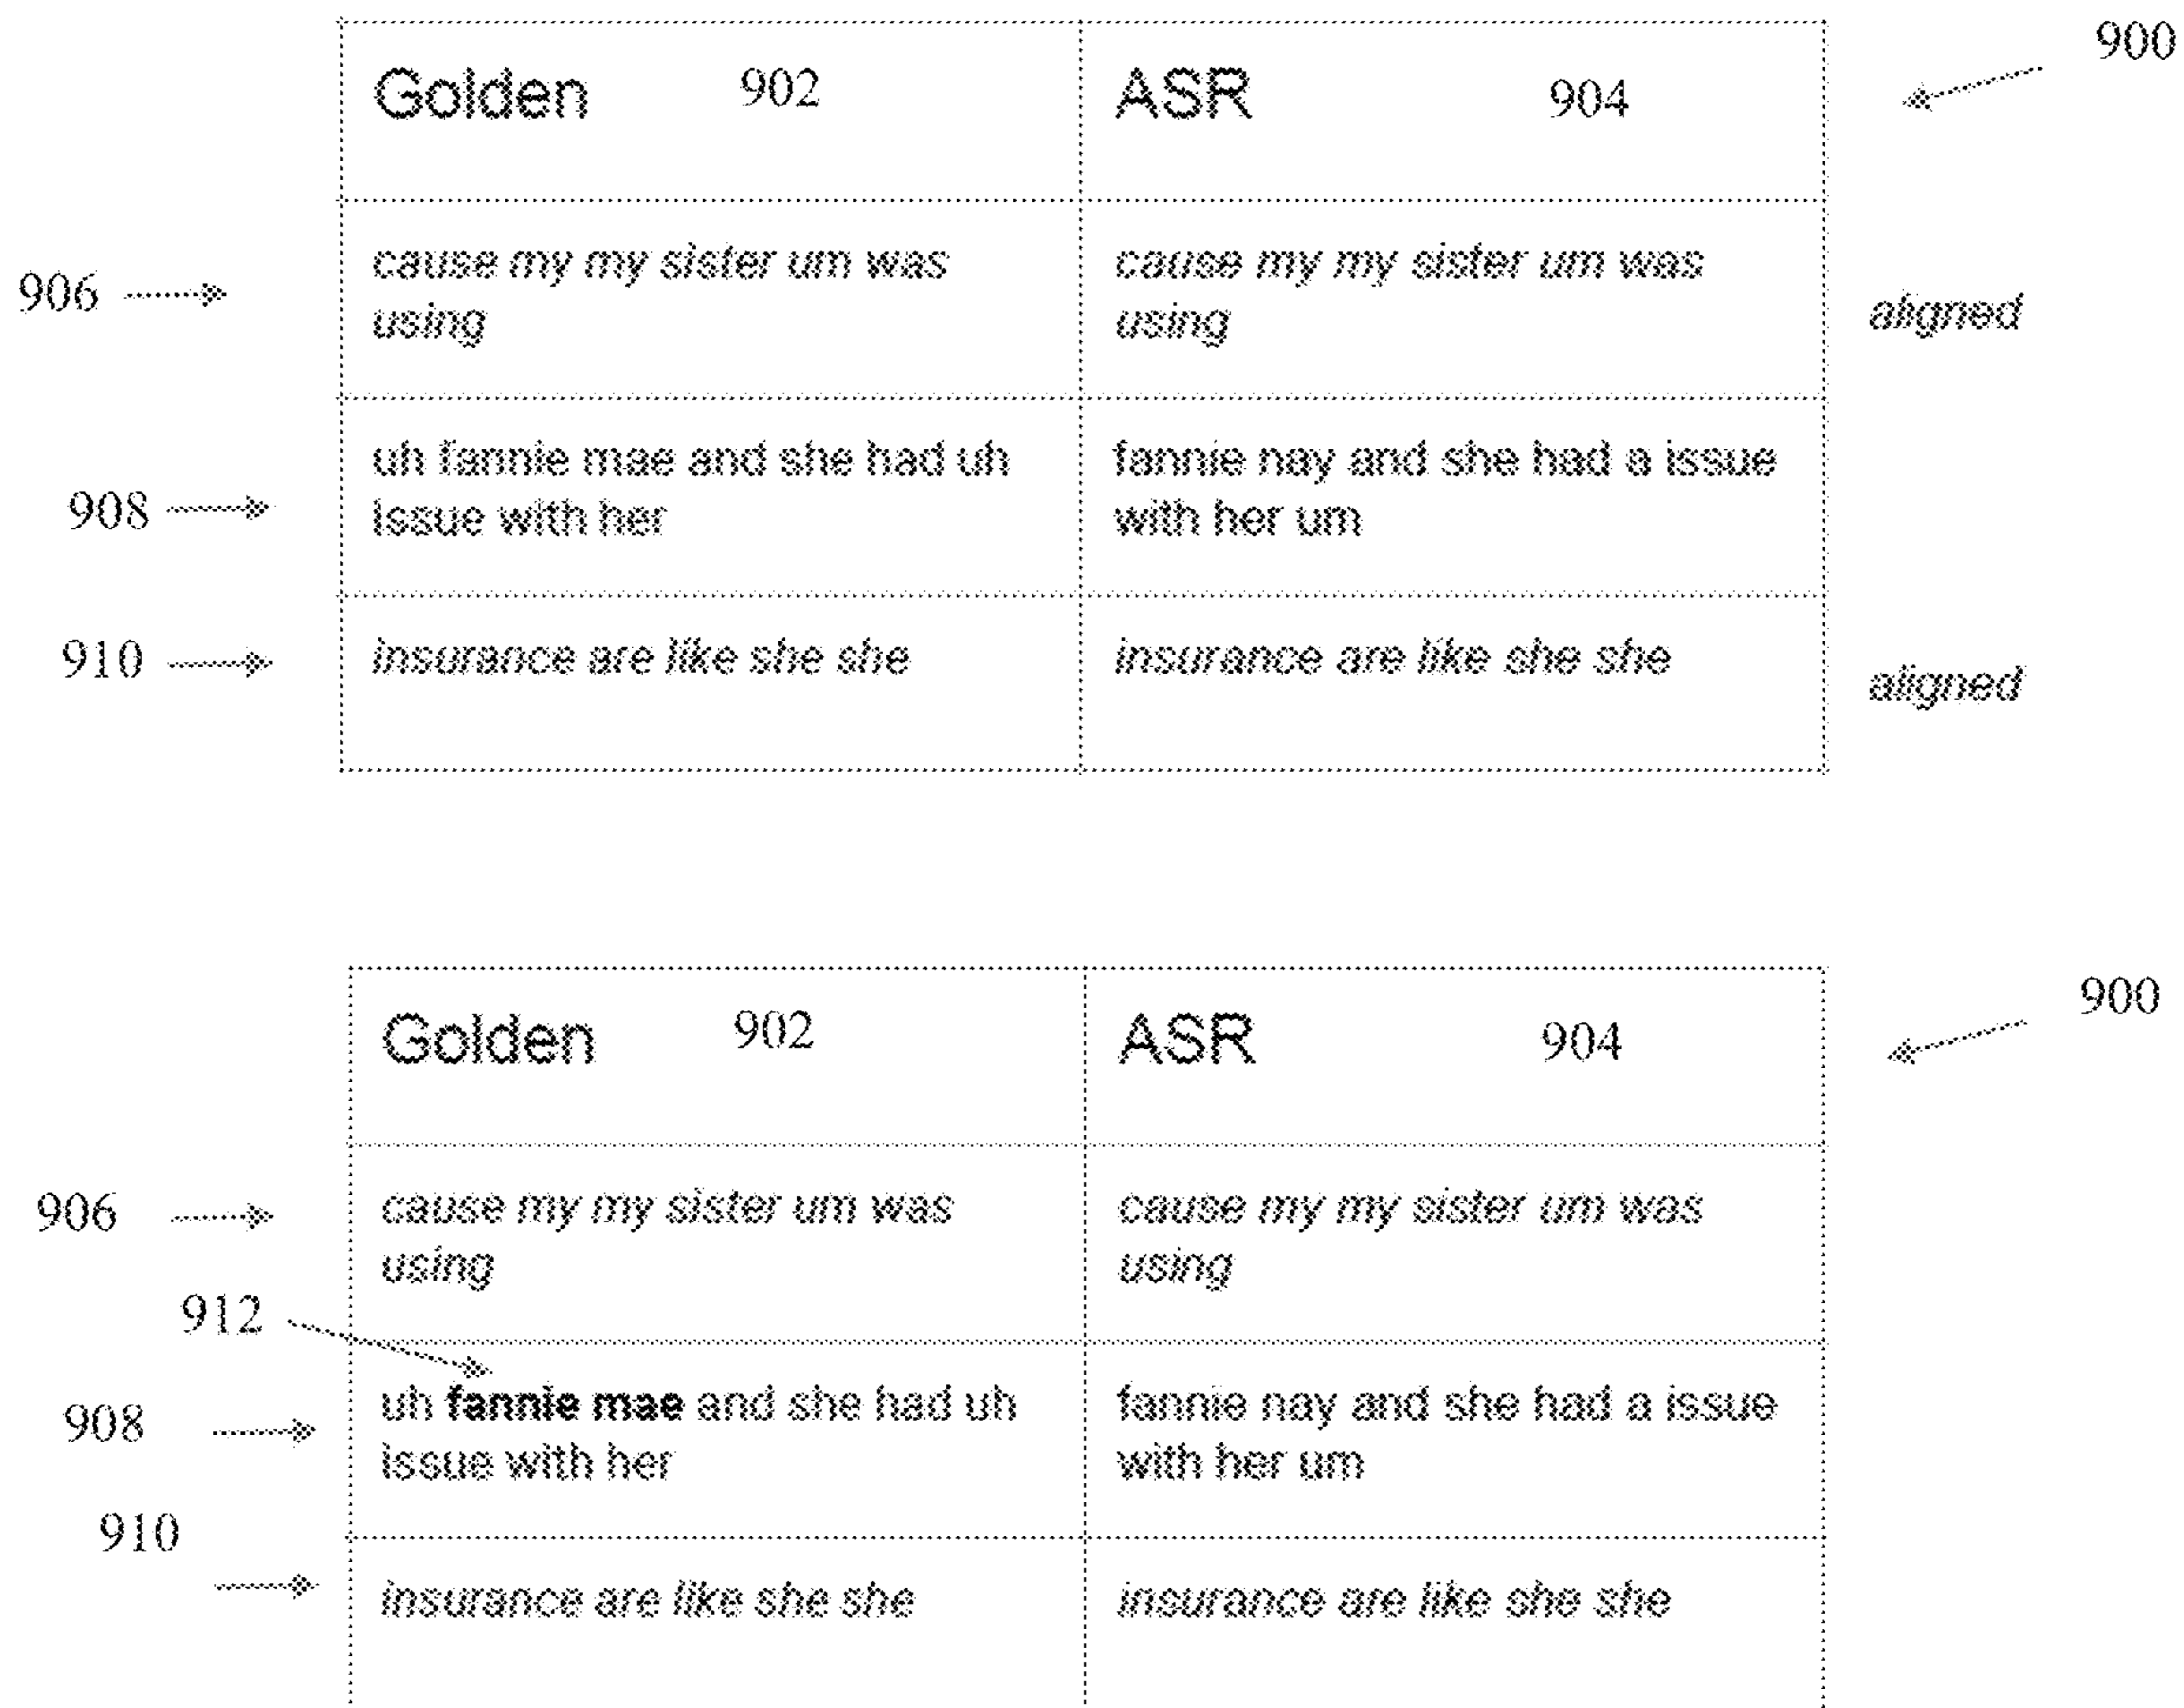 Golden 902 ASR 904 900
906 cause my my sister um was cause my my sister um was
using using aligned
908 uh fannie mae and she had uh fannie nay and she had a issue
issue with her with her um
910 insurance are like she she insurance are like she she
aligned
Golden 902 ASR 904 900
906 cause my my sister um was cause my my sister um was
using using
912
908 uh fannie mae and she had uh fannie nay and she had a issue
issue with her with her um
910
insurance are like she she insurance are like she she